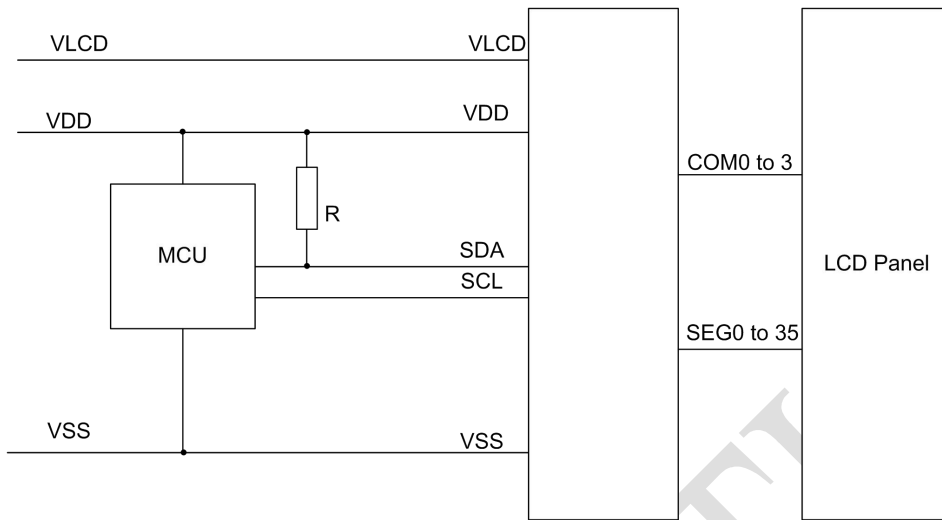 VLCD
VLCD
VDD
VDD
COM0 to 3
R
MCU
SDA
SCL
LCD Panel
SEG0 to 35
VSS
VSS